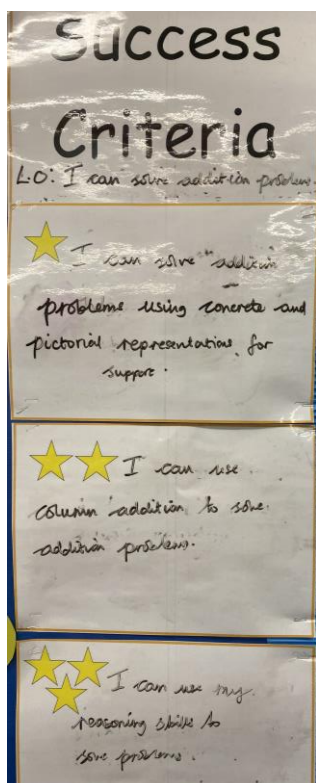 Success
Criteria
L.O: I can solve addition problems.
I can solve addition
problems using concrete and
pictorial representations for
support.
I can use
column addition to solve
addition problems.
I can use my
reasoning skills to
solve problems.